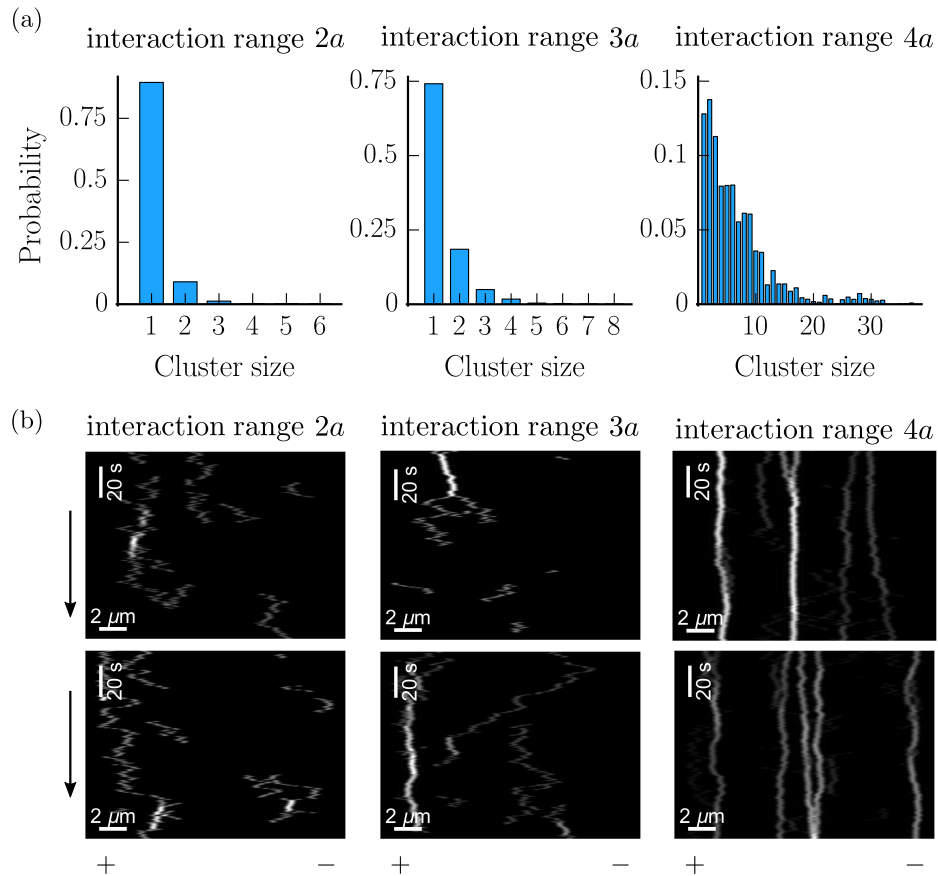 (a)
interaction range 2a
interaction range 3a
interaction range 4a
Probability
0.75
0.5
0.25
0
1 2 3 4 5 6
Cluster size
0.75
0.5
0.25
0
1 2 3 4 5 6 7 8
Cluster size
0.15
0.1
0.05
0
10 20 30
Cluster size
(b)
interaction range 2a
interaction range 3a
interaction range 4a
20 s
2 µm
20 s
2 µm
20 s
2 µm
20 s
2 µm
20 s
2 µm
20 s
2 µm
+ −
+ −
+ −